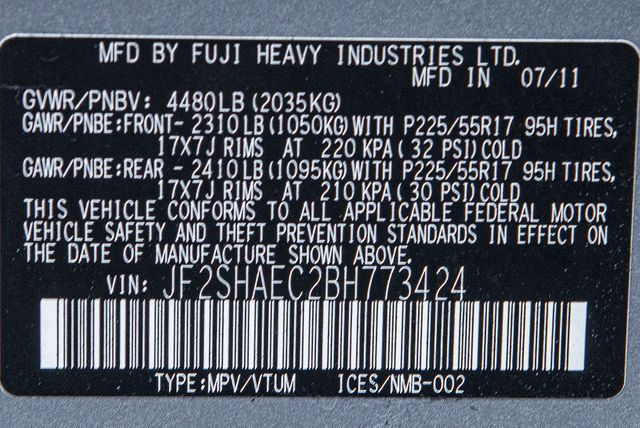 MFD BY FUJI HEAVY INDUSTRIES LTD.
MFD IN 07/11
GVWR/PNBV: 4480LB(2035KG)
GAWR/PNBE:FRONT- 2310LB(1050KG)WITH P225/55R17 95H TIRES,
17X7J RIMS AT 220 KPA( 32 PSI)COLD
GAWR/PNBE:REAR - 2410LB(1095KG)WITH P225/55R17 95H TIRES,
17X7J RIMS AT 210 KPA( 30 PSI)COLD
THIS VEHICLE CONFORMS TO ALL APPLICABLE FEDERAL MOTOR
VEHICLE SAFETY AND THEFT PREVENTION STANDARDS IN EFFECT ON
THE DATE OF MANUFACTURE SHOWN ABOVE.
VIN: JF2SHAEC2BH773424
TYPE:MPV/VTUM ICES/NMB-002